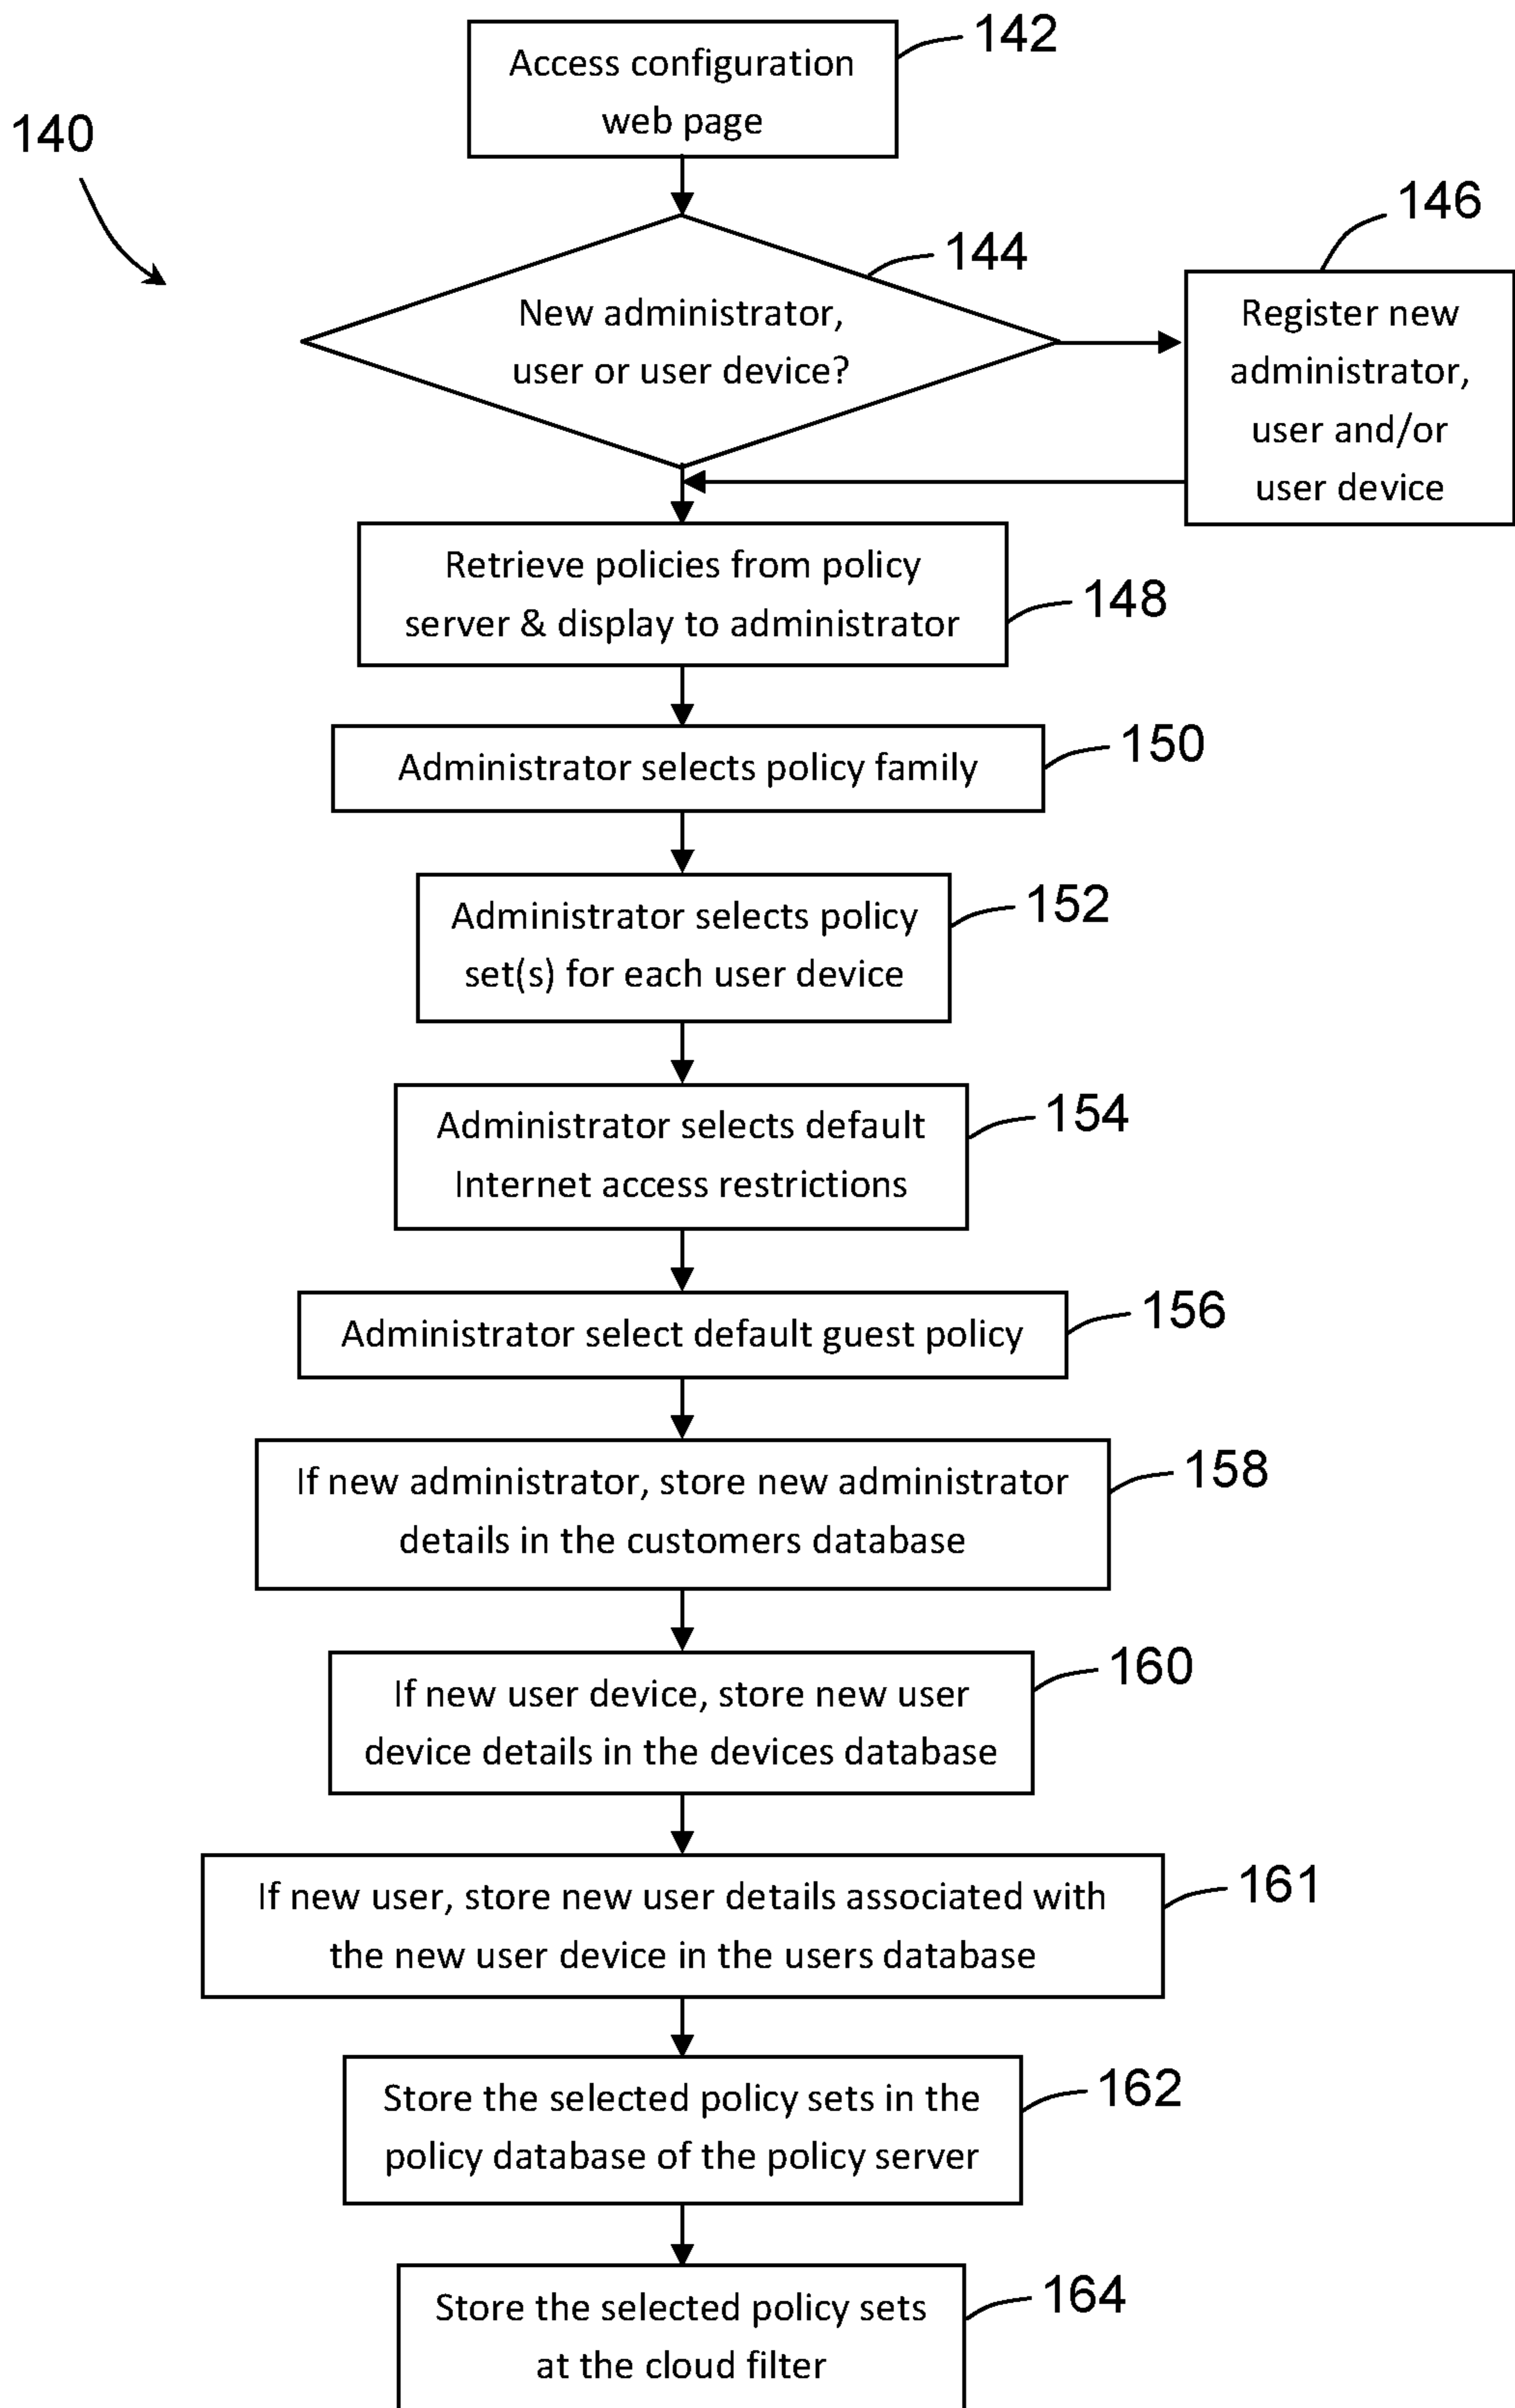 142
Access configuration
web page
140
146
144
New administrator,
user or user device?
Register new
administrator,
user and/or
user device
Retrieve policies from policy
server & display to administrator
148
Administrator selects policy family
150
Administrator selects policy
set(s) for each user device
152
Administrator selects default
Internet access restrictions
154
Administrator select default guest policy
156
If new administrator, store new administrator
details in the customers database
158
If new user device, store new user
device details in the devices database
160
If new user, store new user details associated with
the new user device in the users database
161
Store the selected policy sets in the
policy database of the policy server
162
Store the selected policy sets
at the cloud filter
164